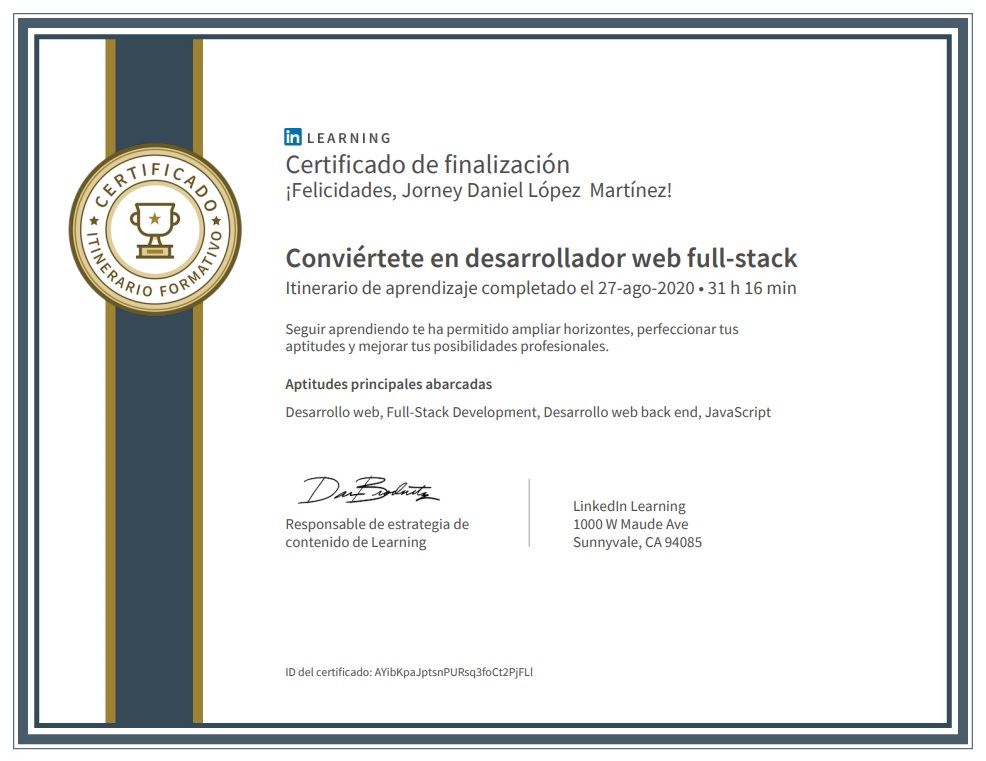 CERTIFICADO
ITINERARIO FORMATIVO
in LEARNING
Certificado de finalización
¡Felicidades, Jorney Daniel López Martínez!
Conviértete en desarrollador web full-stack
Itinerario de aprendizaje completado el 27-ago-2020 • 31 h 16 min
Seguir aprendiendo te ha permitido ampliar horizontes, perfeccionar tus
aptitudes y mejorar tus posibilidades profesionales.
Aptitudes principales abarcadas
Desarrollo web, Full-Stack Development, Desarrollo web back end, JavaScript
Responsable de estrategia de
contenido de Learning
LinkedIn Learning
1000 W Maude Ave
Sunnyvale, CA 94085
ID del certificado: AYibKpaJptsnPURsq3foCt2PjFLl